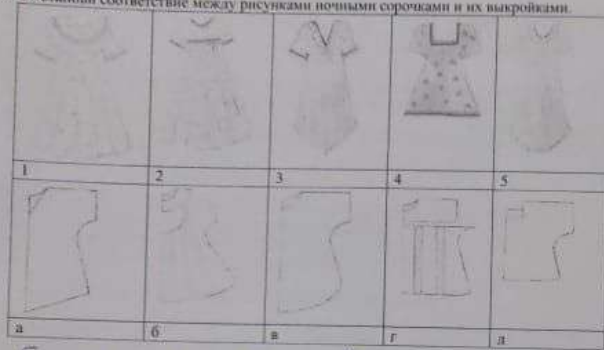 соответствие между рисунками ночными сорочками и их выкройками.
1 2 3 4 5
а б в г д